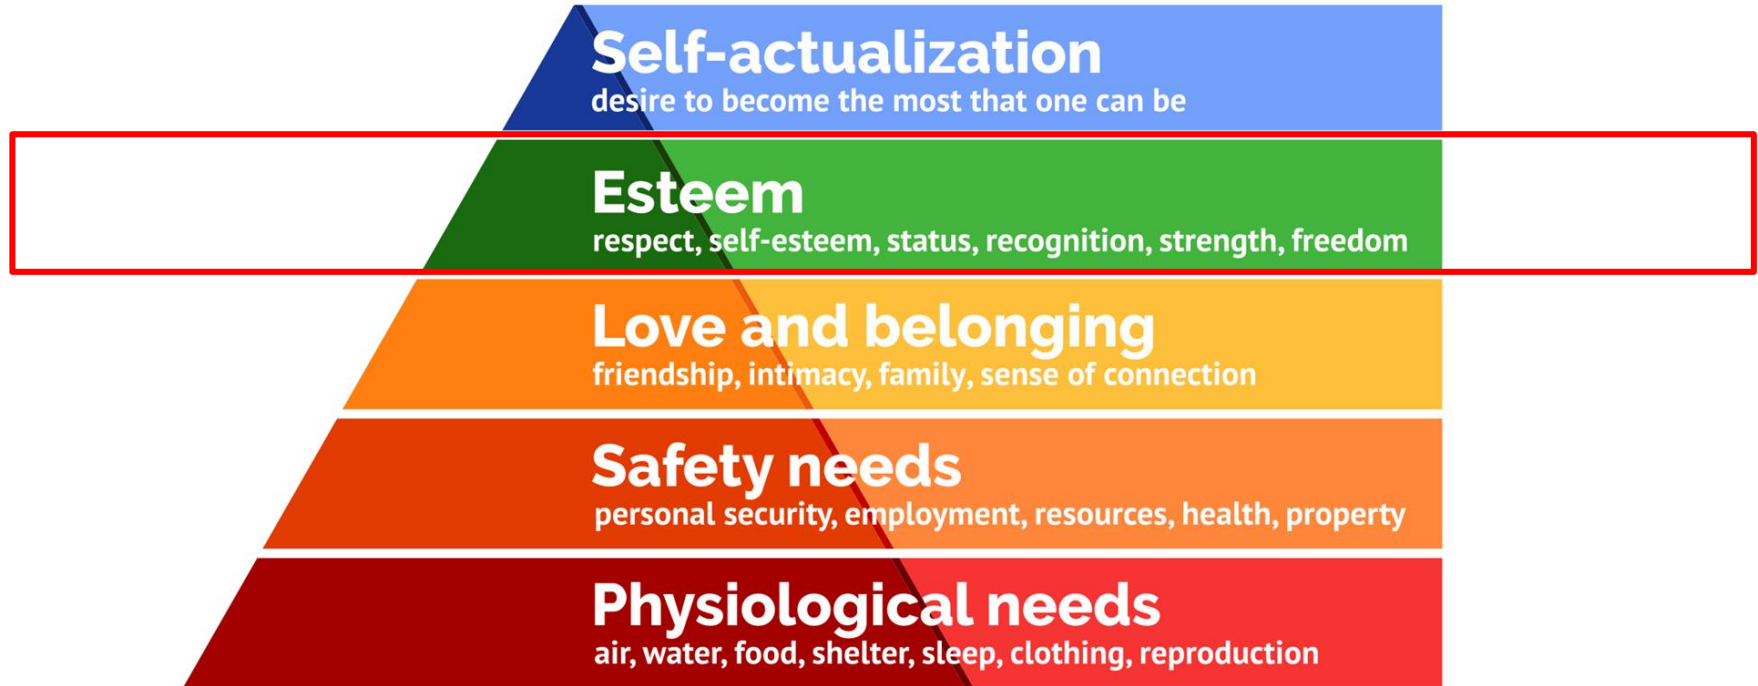 Self-actualization
desire to become the most that one can be
Esteem
respect, self-esteem, status, recognition, strength, freedom
Love and belonging
friendship, intimacy, family, sense of connection
Safety needs
personal security, employment, resources, health, property
Physiological needs
air, water, food, shelter, sleep, clothing, reproduction